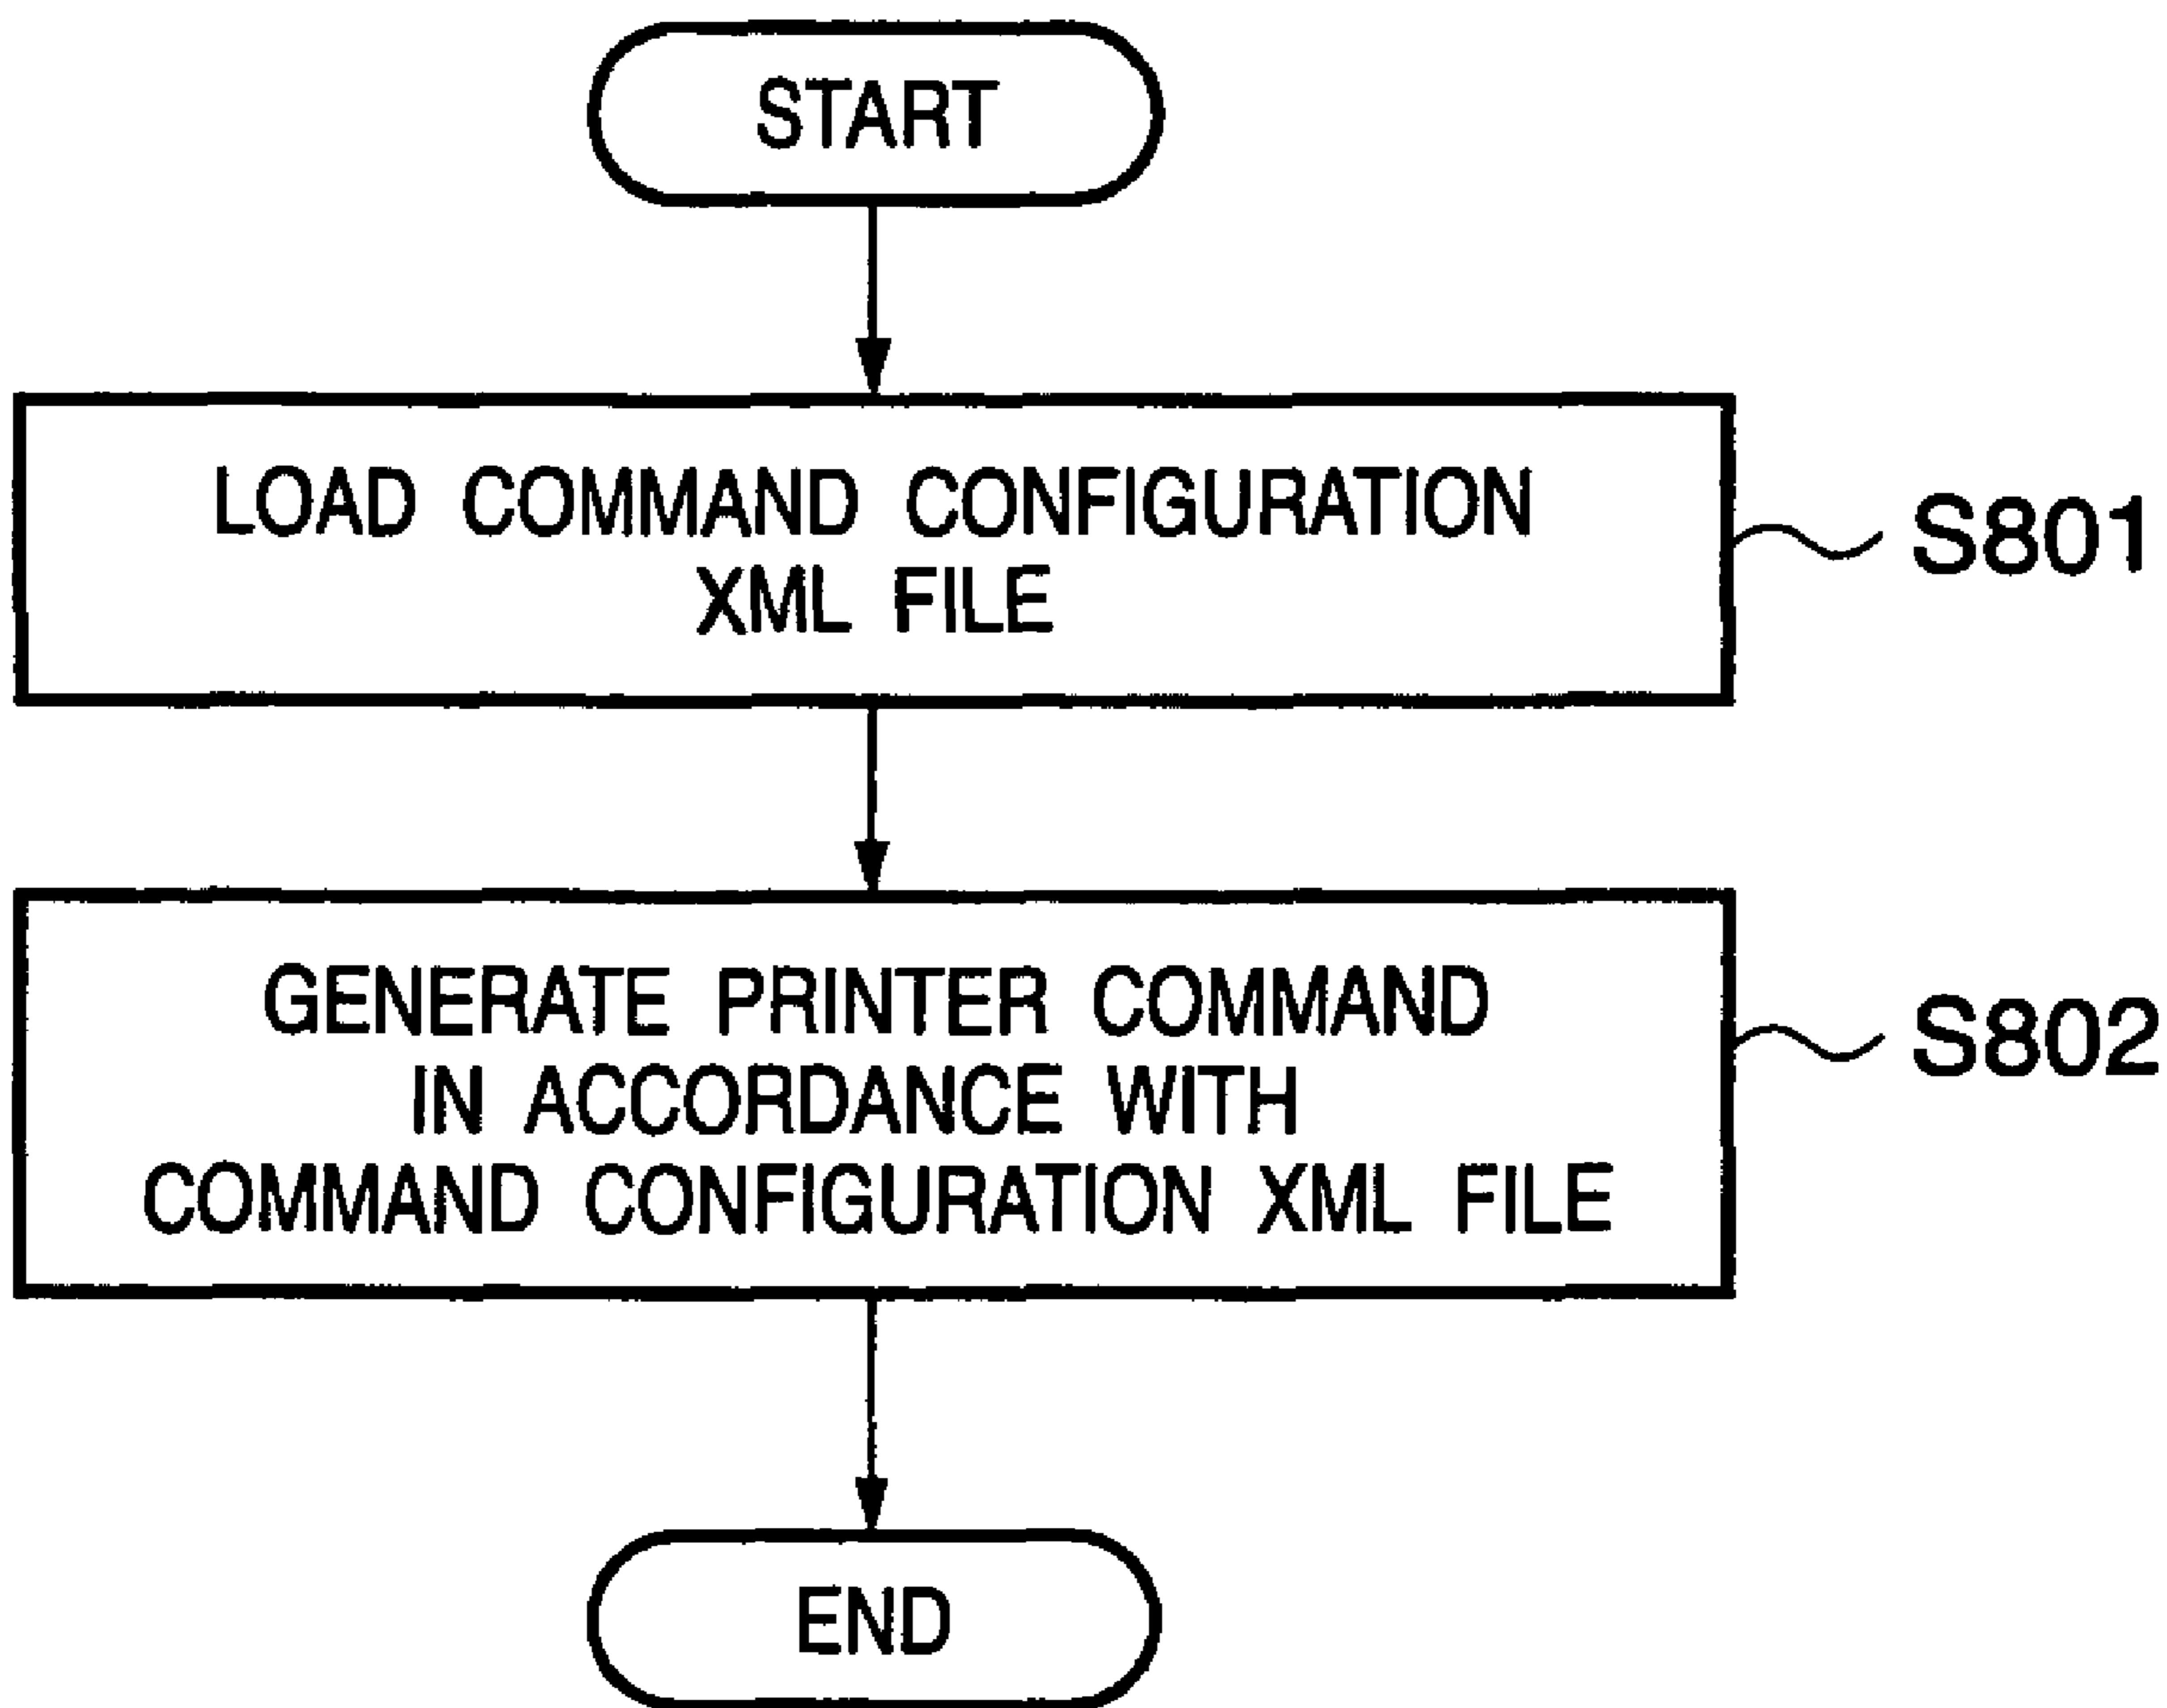 START
LOAD COMMAND CONFIGURATION
XML FILE
S801
GENERATE PRINTER COMMAND
IN ACCORDANCE WITH
COMMAND CONFIGURATION XML FILE
S802
END